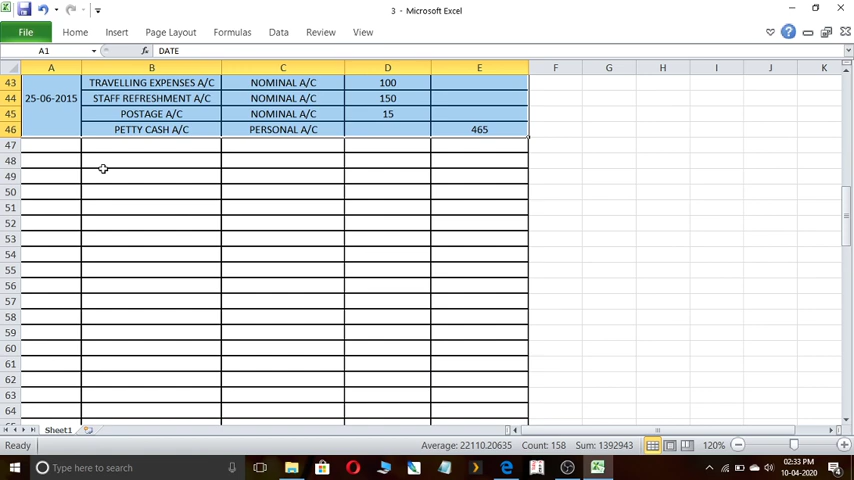 3 - Microsoft Excel
File Home Insert Page Layout Formulas Data Review View
A1 fx DATE
A B C D E F G H I J K
43 TRAVELLING EXPENSES A/C NOMINAL A/C 100
44 25-06-2015 STAFF REFRESHMENT A/C NOMINAL A/C 150
45 POSTAGE A/C NOMINAL A/C 15
46 PETTY CASH A/C PERSONAL A/C 465
47
48
49
50
51
52
53
54
55
56
57
58
59
60
61
62
63
64
Sheet1
Ready Average: 22110.20635 Count: 158 Sum: 1392943 120%
Type here to search 02:33 PM
10-04-2020 4